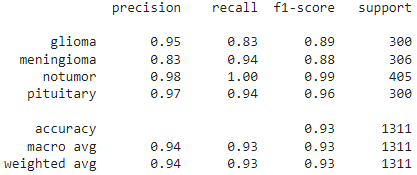 precision recall f1-score support
glioma 0.95 0.83 0.89 300
meningioma 0.83 0.94 0.88 306
notumor 0.98 1.00 0.99 405
pituitary 0.97 0.94 0.96 300
accuracy 0.93 1311
macro avg 0.94 0.93 0.93 1311
weighted avg 0.94 0.93 0.93 1311